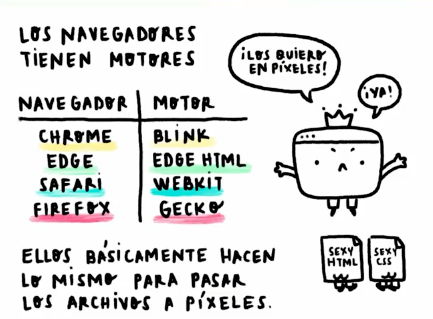 LOS NAVEGADORES
TIENEN MOTORES
¡LOS QUIERO
EN PÍXELES!
¡YA!
NAVEGADOR MOTOR
CHROME BLINK
EDGE EDGE HTML
SAFARI WEBKIT
FIREFOX GECKO
ELLOS BÁSICAMENTE HACEN
LO MISMO PARA PASAR
LOS ARCHIVOS A PÍXELES.
SEXY
HTML
SEXY
CSS